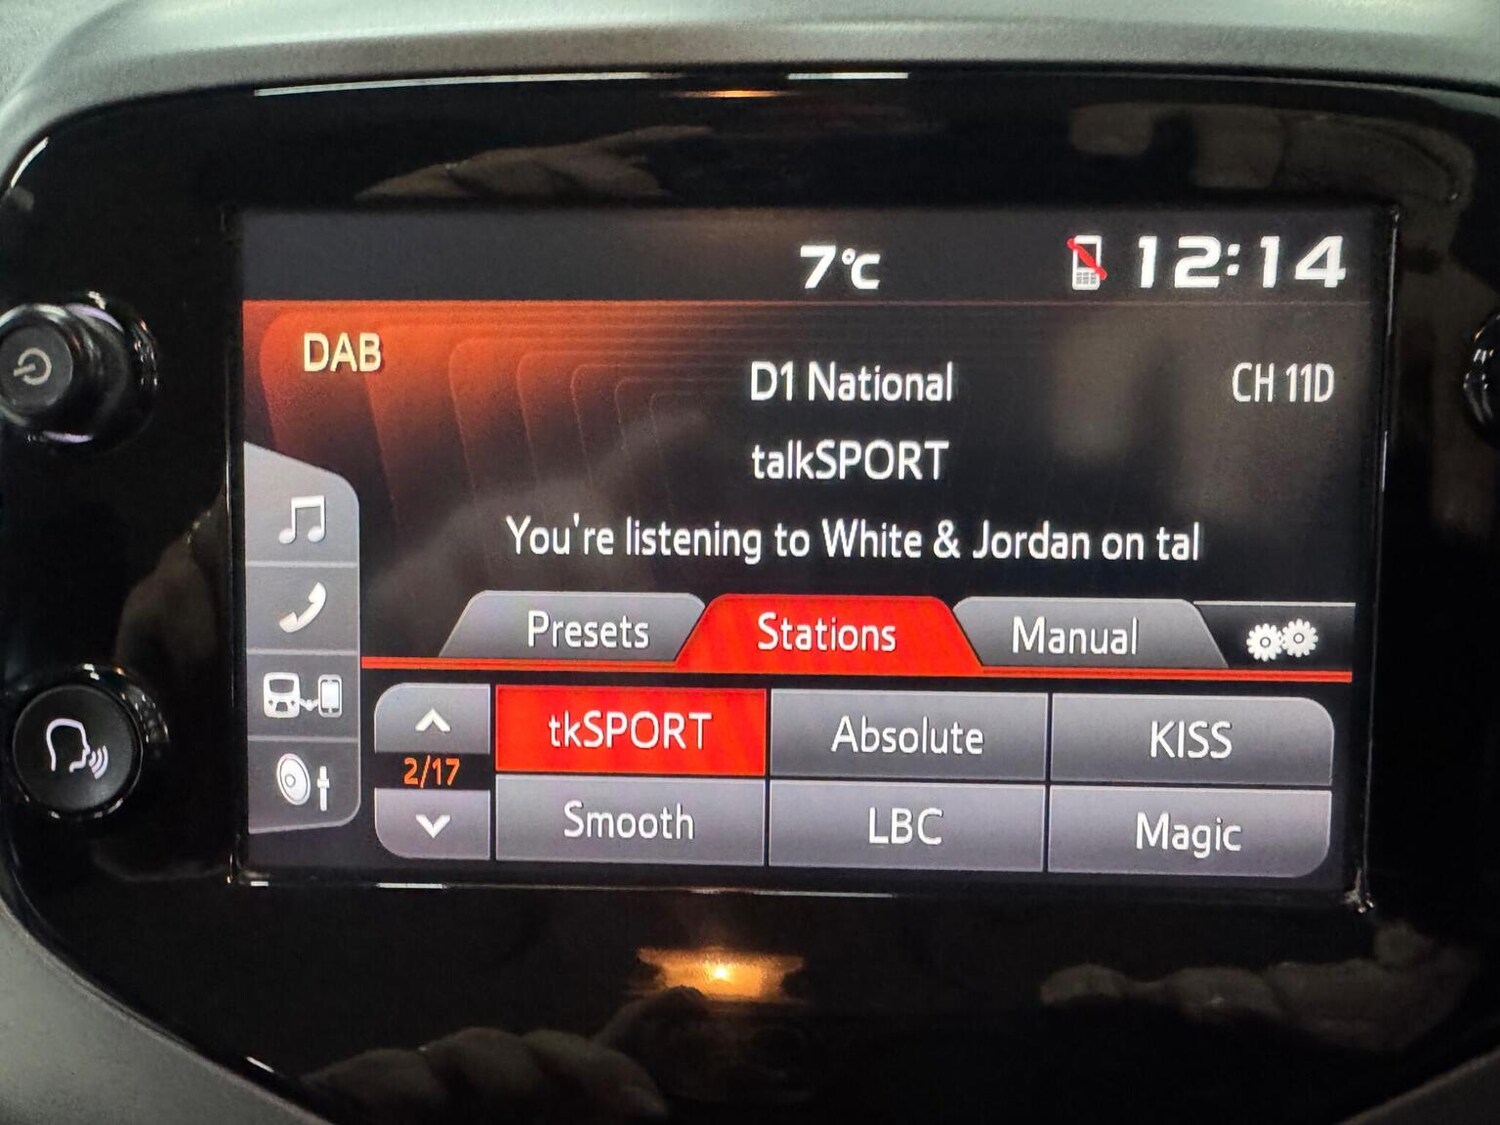 7°C 12:14
DAB
D1 National CH 11D
talkSPORT
You're listening to White & Jordan on tal
Presets Stations Manual
tkSPORT Absolute KISS
2/17
Smooth LBC Magic